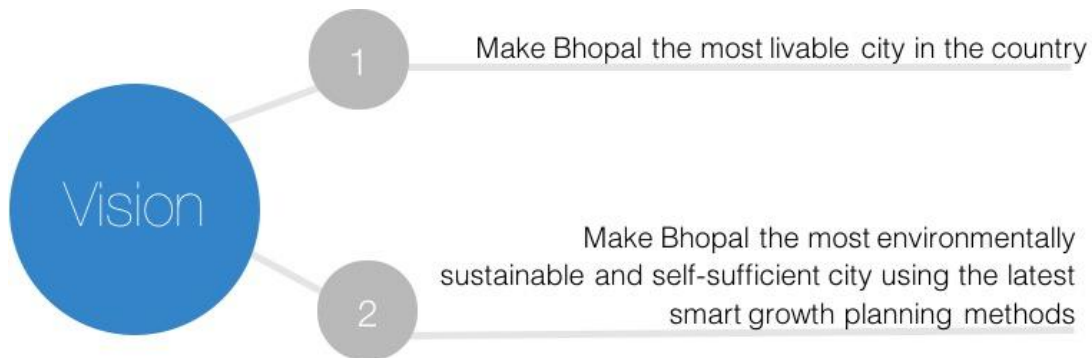 1
Make Bhopal the most livable city in the country
Vision
2
Make Bhopal the most environmentally
sustainable and self-sufficient city using the latest
smart growth planning methods